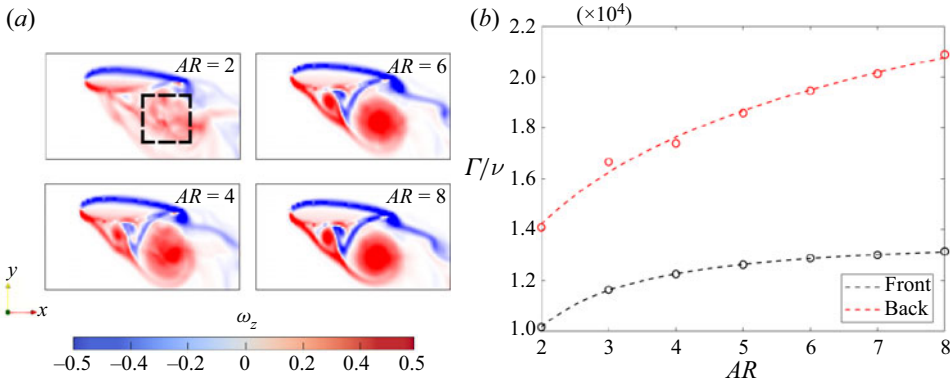 (a)
AR = 2
AR = 6
AR = 4
AR = 8
y
x
ω_z
–0.5 –0.4 –0.2 0 0.2 0.4 0.5
(b)
(×10⁴)
2.2
2.0
1.8
Γ/ν
1.6
1.4
1.2
1.0
2 3 4 5 6 7 8
AR
Front
Back